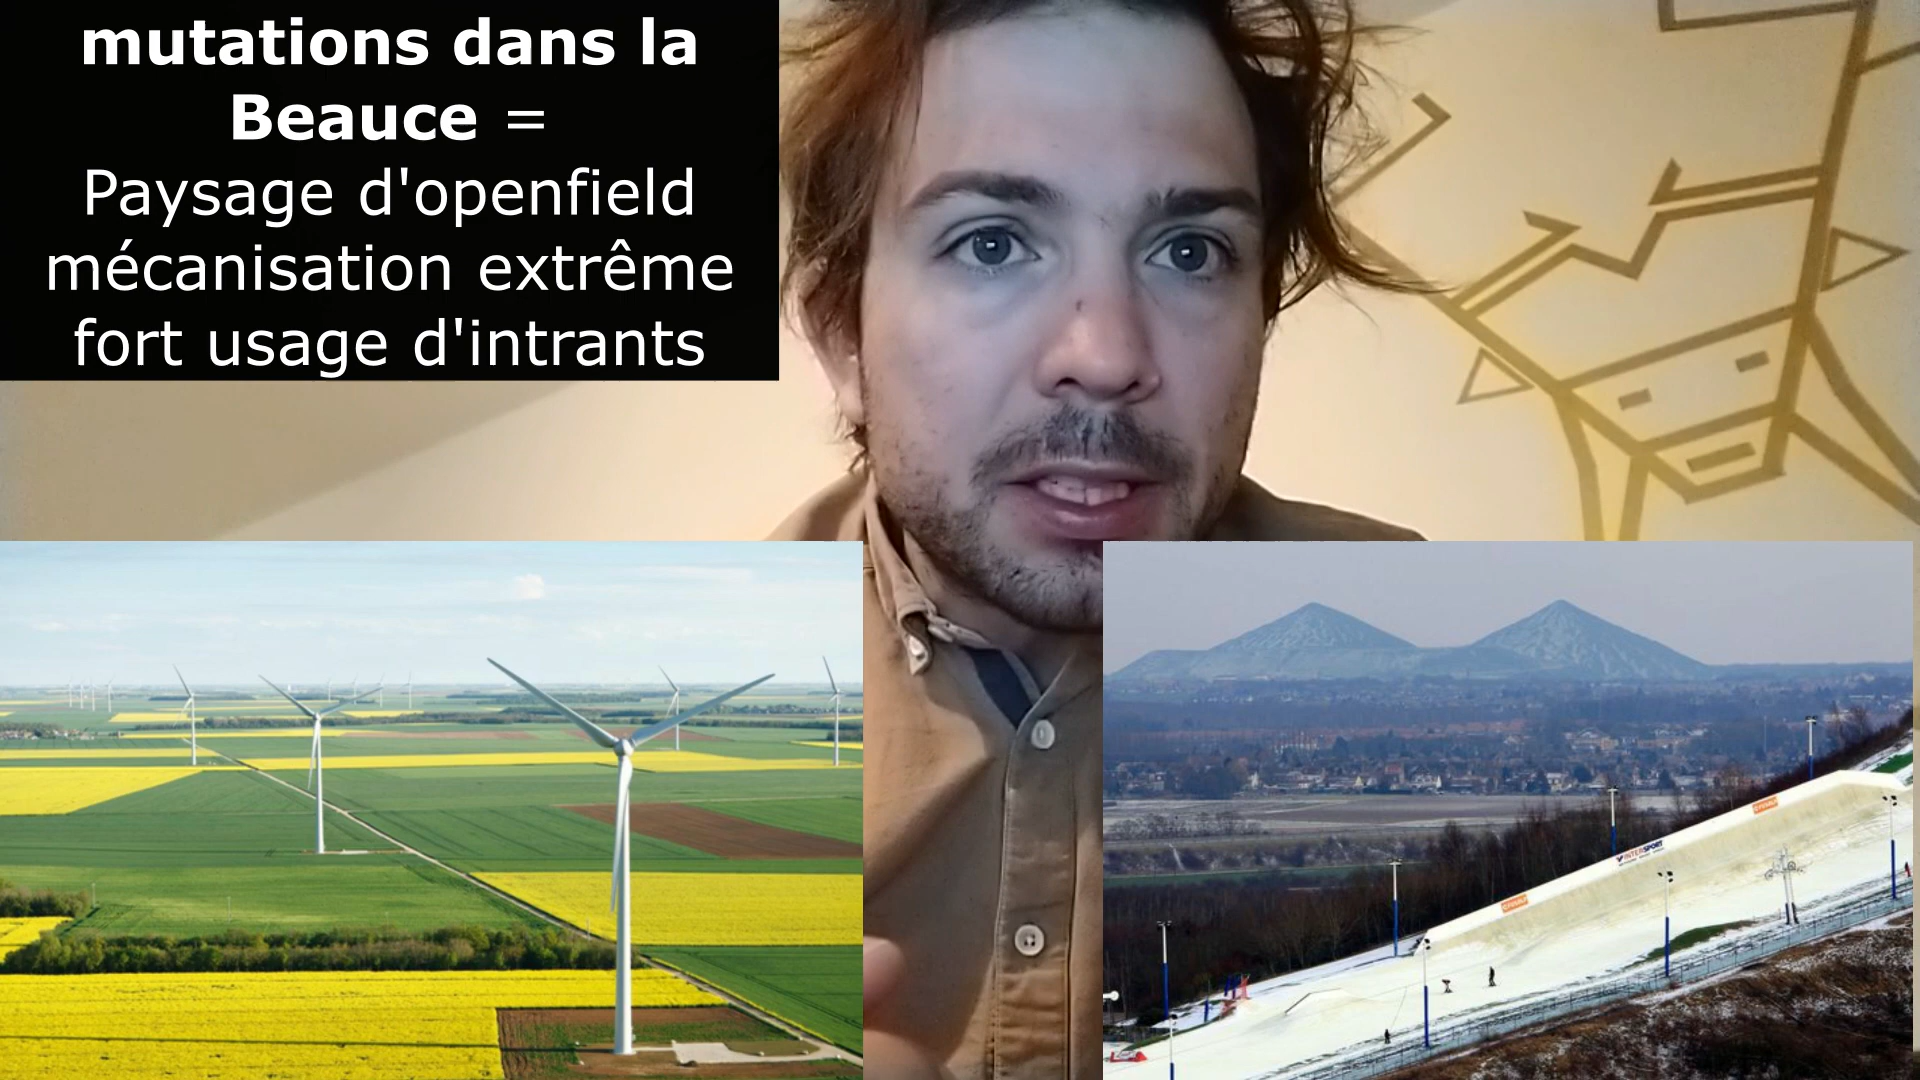 mutations dans la
Beauce =
Paysage d'openfield
mécanisation extrême
fort usage d'intrants
INTERSPORT